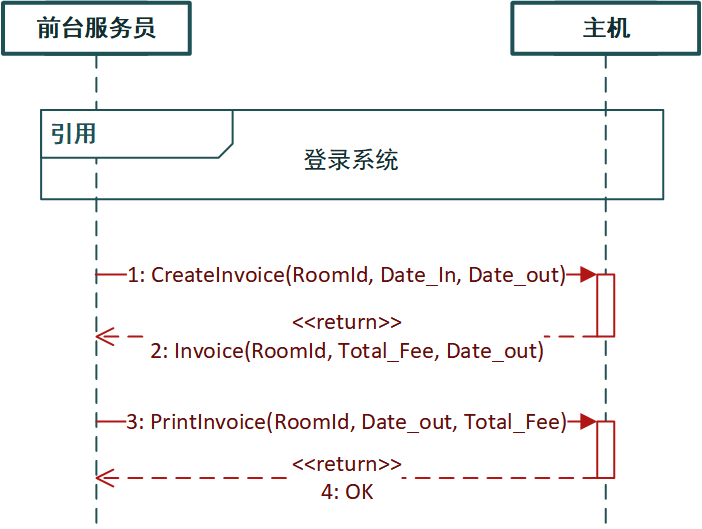 前台服务员
主机
引用
登录系统
1: CreateInvoice(RoomId, Date_In, Date_out)
<<return>>
2: Invoice(RoomId, Total_Fee, Date_out)
3: PrintInvoice(RoomId, Date_out, Total_Fee)
<<return>>
4: OK